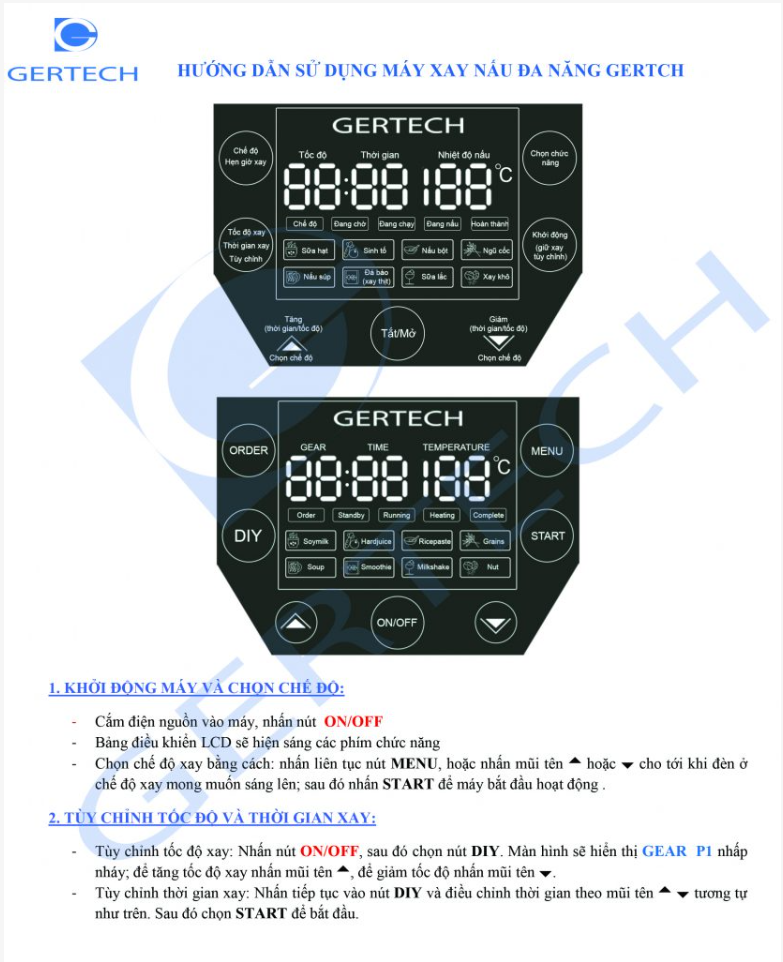 GERTECH
HƯỚNG DẪN SỬ DỤNG MÁY XAY NẤU ĐA NĂNG GERTCH
GERTECH
Chế độ
Hẹn giờ xay
Tốc độ
Thời gian
Nhiệt độ nấu
Chọn chức
năng
88:88 188 °C
Chế độ
Đang chờ
Đang chạy
Đang nấu
Hoàn thành
Tốc độ xay
Thời gian xay
Tùy chỉnh
Sữa hạt
Sinh tố
Nấu bột
Ngũ cốc
Khởi động
(giữ xay
tùy chỉnh)
Nấu súp
Đá bào
(xay thịt)
Sữa lắc
Xay khô
Tăng
(thời gian/tốc độ)
Chọn chế độ
Tắt/Mở
Giảm
(thời gian/tốc độ)
Chọn chế độ
GERTECH
ORDER
GEAR
TIME
TEMPERATURE
MENU
88:88 188 °C
Order
Standby
Running
Heating
Complete
DIY
Soymilk
Hardjuice
Ricepaste
Grains
START
Soup
Smoothie
Milkshake
Nut
ON/OFF
GERTECH
1. KHỞI ĐỘNG MÁY VÀ CHỌN CHẾ ĐỘ:
- Cắm điện nguồn vào máy, nhấn nút ON/OFF
- Bảng điều khiển LCD sẽ hiện sáng các phím chức năng
- Chọn chế độ xay bằng cách: nhấn liên tục nút MENU, hoặc nhấn mũi tên ⏶ hoặc ⏷ cho tới khi đèn ở
chế độ xay mong muốn sáng lên; sau đó nhấn START để máy bắt đầu hoạt động .
2. TÙY CHỈNH TỐC ĐỘ VÀ THỜI GIAN XAY:
- Tùy chỉnh tốc độ xay: Nhấn nút ON/OFF, sau đó chọn nút DIY. Màn hình sẽ hiển thị GEAR P1 nhấp
nháy; để tăng tốc độ xay nhấn mũi tên ⏶, để giảm tốc độ nhấn mũi tên ⏷.
- Tùy chỉnh thời gian xay: Nhấn tiếp tục vào nút DIY và điều chỉnh thời gian theo mũi tên ⏶ ⏷ tương tự
như trên. Sau đó chọn START để bắt đầu.